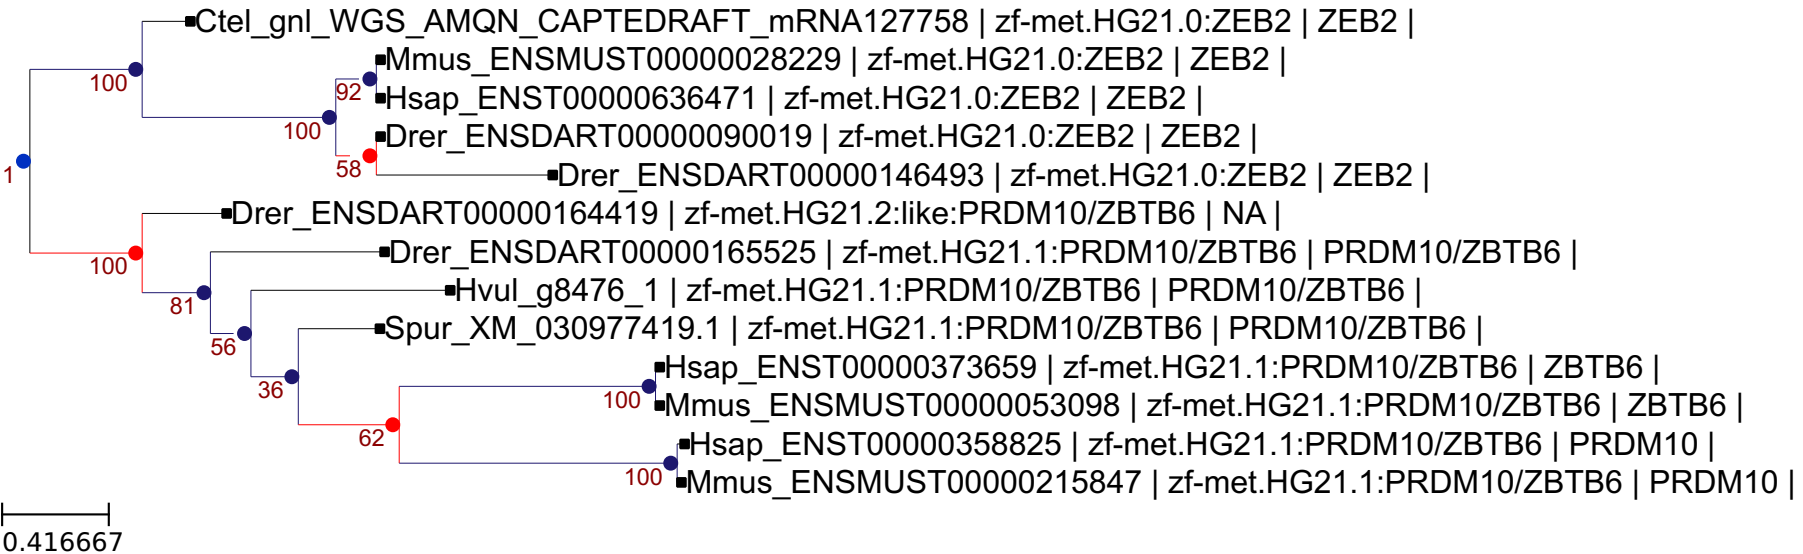 Ctel_gnl_WGS_AMQN_CAPTEDRAFT_mRNA127758 | zf-met.HG21.0:ZEB2 | ZEB2 |
Mmus_ENSMUST00000028229 | zf-met.HG21.0:ZEB2 | ZEB2 |
100
92
Hsap_ENST00000636471 | zf-met.HG21.0:ZEB2 | ZEB2 |
100
Drer_ENSDART00000090019 | zf-met.HG21.0:ZEB2 | ZEB2 |
58
1
Drer_ENSDART00000146493 | zf-met.HG21.0:ZEB2 | ZEB2 |
Drer_ENSDART00000164419 | zf-met.HG21.2:like:PRDM10/ZBTB6 | NA |
Drer_ENSDART00000165525 | zf-met.HG21.1:PRDM10/ZBTB6 | PRDM10/ZBTB6 |
100
Hvul_g8476_1 | zf-met.HG21.1:PRDM10/ZBTB6 | PRDM10/ZBTB6 |
81
Spur_XM_030977419.1 | zf-met.HG21.1:PRDM10/ZBTB6 | PRDM10/ZBTB6 |
56
Hsap_ENST00000373659 | zf-met.HG21.1:PRDM10/ZBTB6 | ZBTB6 |
36
100
Mmus_ENSMUST00000053098 | zf-met.HG21.1:PRDM10/ZBTB6 | ZBTB6 |
62
Hsap_ENST00000358825 | zf-met.HG21.1:PRDM10/ZBTB6 | PRDM10 |
100
Mmus_ENSMUST00000215847 | zf-met.HG21.1:PRDM10/ZBTB6 | PRDM10 |
0.416667